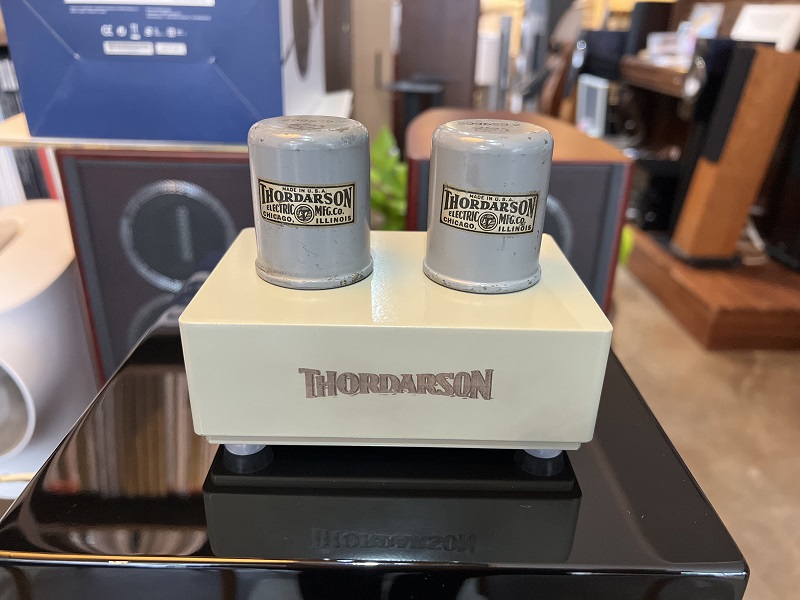 MADE IN U.S.A.
THORDARSON
ELECTRIC MFG.CO.
CHICAGO, ILLINOIS
MADE IN U.S.A.
THORDARSON
ELECTRIC MFG.CO.
CHICAGO, ILLINOIS
THORDARSON